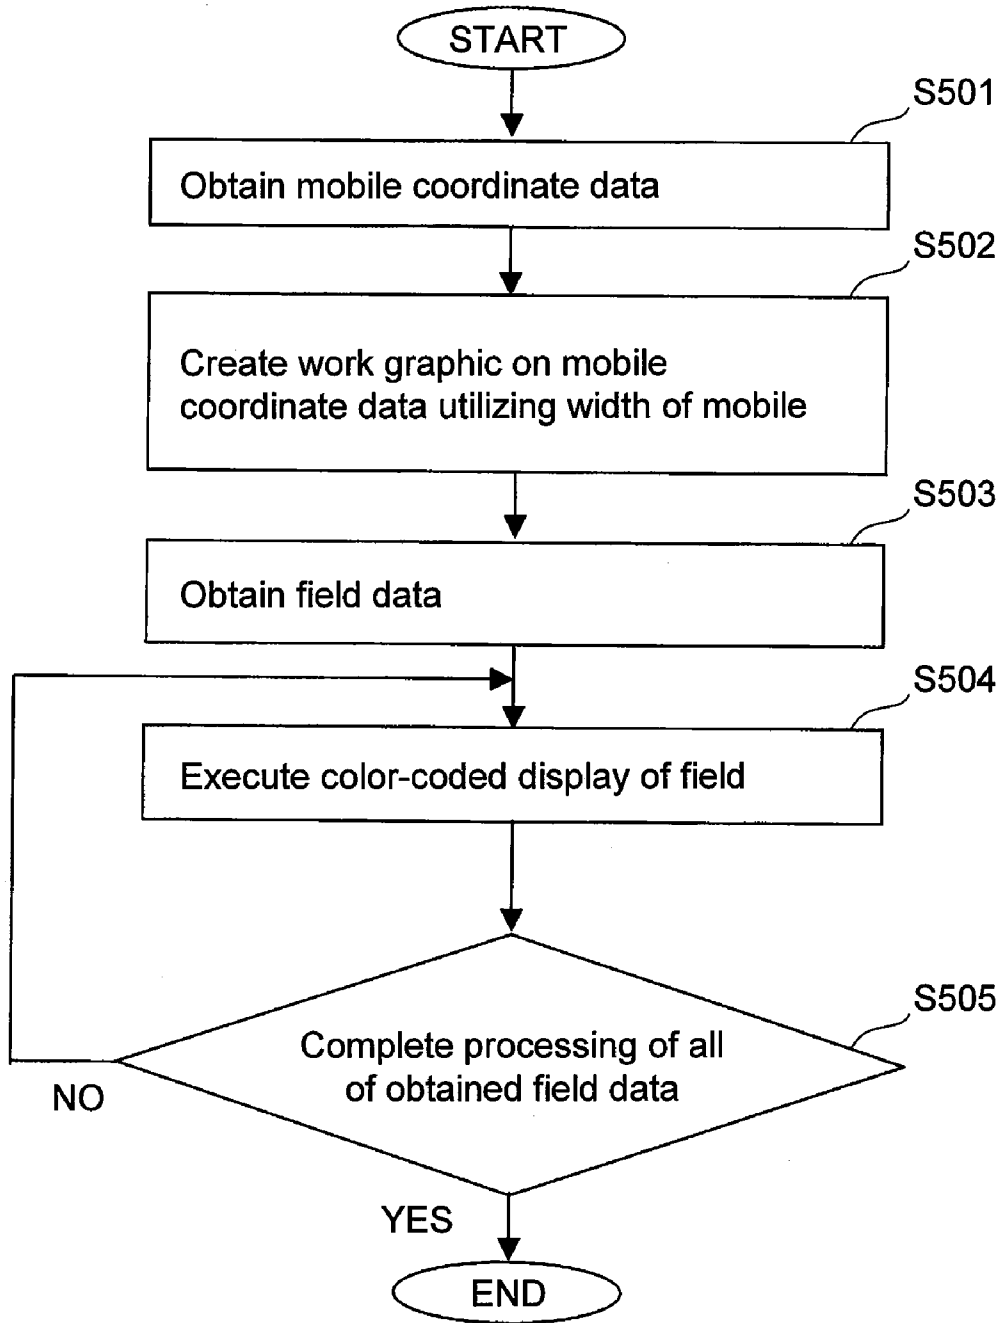 START
S501
Obtain mobile coordinate data
S502
Create work graphic on mobile
coordinate data utilizing width of mobile
S503
Obtain field data
S504
Execute color-coded display of field
S505
Complete processing of all
of obtained field data
NO
YES
END